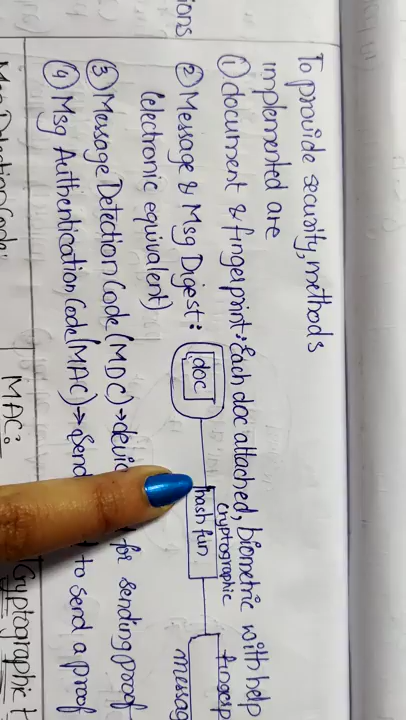 ions
To provide security, methods
implemented are
① document & fingerprint: Each doc attached, biometric with help
② Message & Msg Digest: doc cryptographic hash fun
(electronic equivalent)
③ Message Detection Code (MDC) → for sending proof
④ Msg Authentication Code (MAC) → to send a proof
MAC: